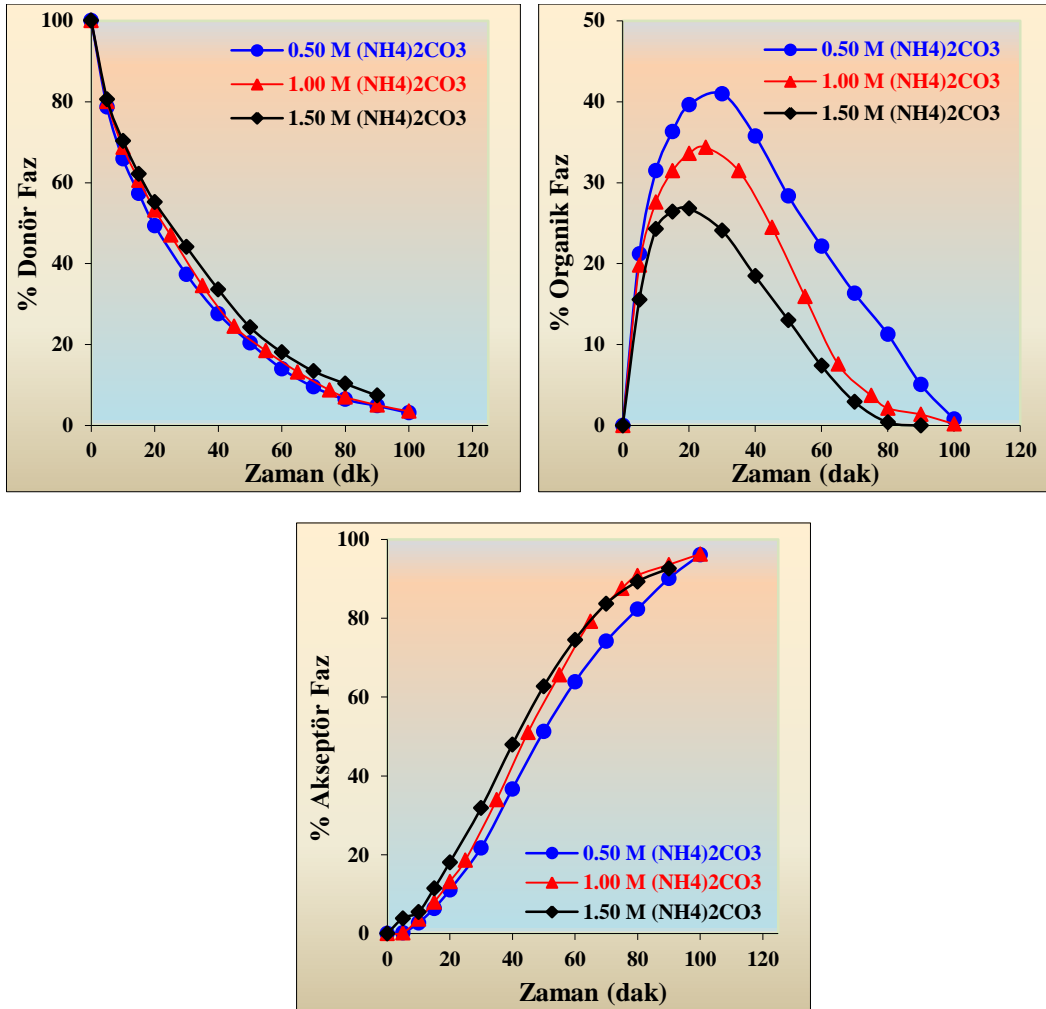 % Donör Faz
100
80
60
40
20
0
0 20 40 60 80 100 120
Zaman (dk)
0.50 M (NH4)2CO3
1.00 M (NH4)2CO3
1.50 M (NH4)2CO3
% Organik Faz
50
40
30
20
10
0
0 20 40 60 80 100 120
Zaman (dak)
0.50 M (NH4)2CO3
1.00 M (NH4)2CO3
1.50 M (NH4)2CO3
% Akseptör Faz
100
80
60
40
20
0
0 20 40 60 80 100 120
Zaman (dak)
0.50 M (NH4)2CO3
1.00 M (NH4)2CO3
1.50 M (NH4)2CO3